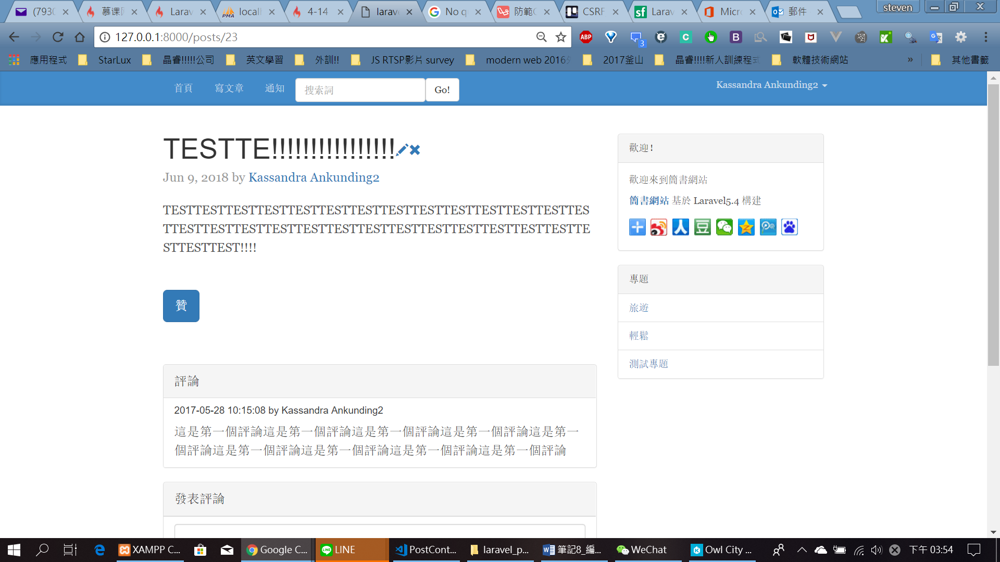 (793
慕课
Larav
locall
4-14
larave
No q
防範C
CSRF
Larav
Micr
郵件
steven
127.0.0.1:8000/posts/23
ABP
3
應用程式
StarLux
晶睿!!!!!公司
英文學習
外訓!!
JS RTSP影片 survey
modern web 2016
2017釜山
晶睿!!!!新人訓練程式
軟體技術網站
»
其他書籤
首頁
寫文章
通知
搜索詞
Go!
Kassandra Ankunding2
TESTTE!!!!!!!!!!!!!!!!
Jun 9, 2018 by Kassandra Ankunding2
TESTTESTTESTTESTTESTTESTTESTTESTTESTTESTTESTTESTTESTTES
TTESTTESTTESTTESTTESTTESTTESTTESTTESTTESTTESTTESTTESTTE
STTESTTEST!!!!
贊
評論
2017-05-28 10:15:08 by Kassandra Ankunding2
這是第一個評論這是第一個評論這是第一個評論這是第一個評論這是第一
個評論這是第一個評論這是第一個評論這是第一個評論這是第一個評論
發表評論
歡迎!
歡迎來到簡書網站
簡書網站 基於 Laravel5.4 構建
專題
旅遊
輕鬆
測試專題
XAMPP C...
Google C...
LINE
PostCont...
laravel_p...
筆記8_編...
WeChat
Owl City ...
下午 03:54